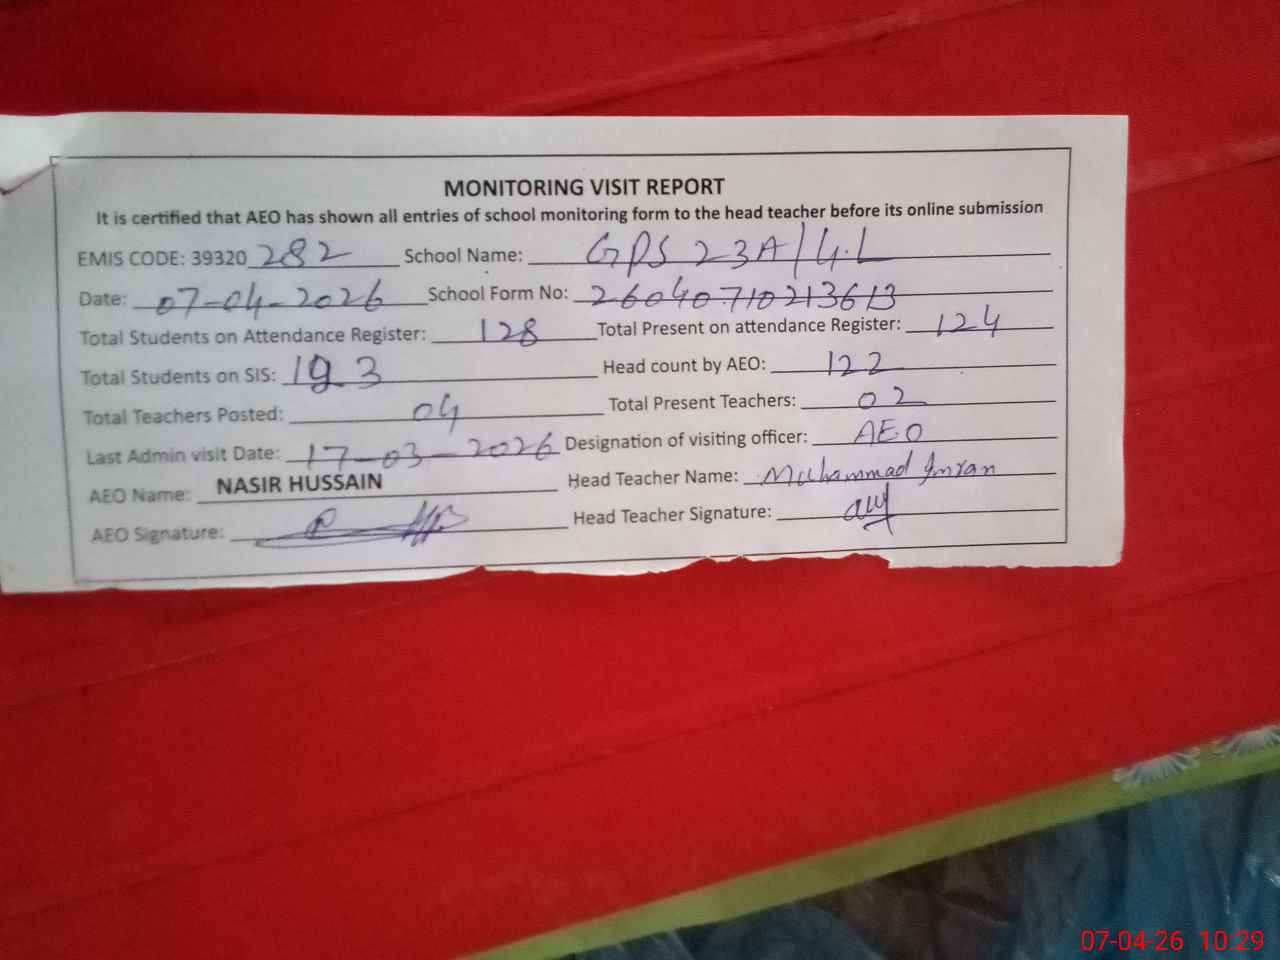 MONITORING VISIT REPORT
It is certified that AEO has shown all entries of school monitoring form to the head teacher before its online submission
EMIS CODE: 39320 282 School Name: GPS 23A/4.L
Date: 07-04-2026 School Form No: 26040710213613
Total Students on Attendance Register: 128 Total Present on attendance Register: 124
Total Students on SIS: 193 Head count by AEO: 122
Total Teachers Posted: 04 Total Present Teachers: 02
Last Admin visit Date: 17-03-2026 Designation of visiting officer: AEO
AEO Name: NASIR HUSSAIN Head Teacher Name: Muhammad Imran
AEO Signature: Head Teacher Signature:
07-04-26 10:29